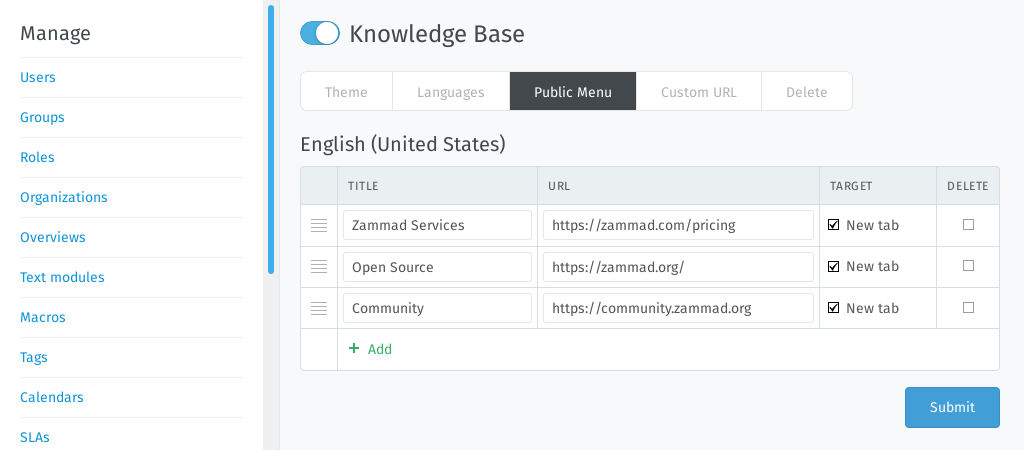 Manage
Users
Groups
Roles
Organizations
Overviews
Text modules
Macros
Tags
Calendars
SLAs
Knowledge Base
Theme Languages Public Menu Custom URL Delete
English (United States)
TITLE URL TARGET DELETE
Zammad Services https://zammad.com/pricing New tab
Open Source https://zammad.org/ New tab
Community https://community.zammad.org New tab
+ Add
Submit